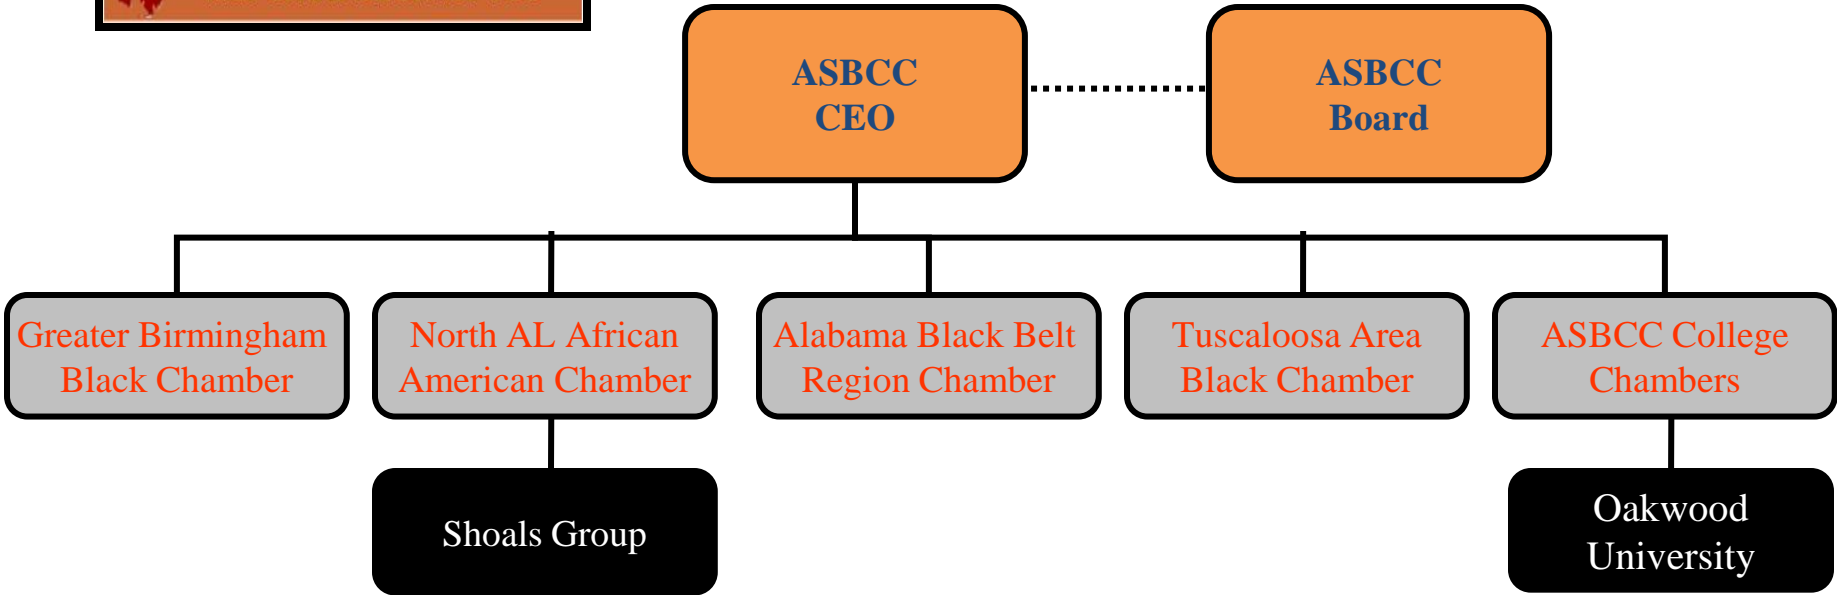 ASBCC
CEO
ASBCC
Board
Greater Birmingham
Black Chamber
North AL African
American Chamber
Alabama Black Belt
Region Chamber
Tuscaloosa Area
Black Chamber
ASBCC College
Chambers
Shoals Group
Oakwood
University